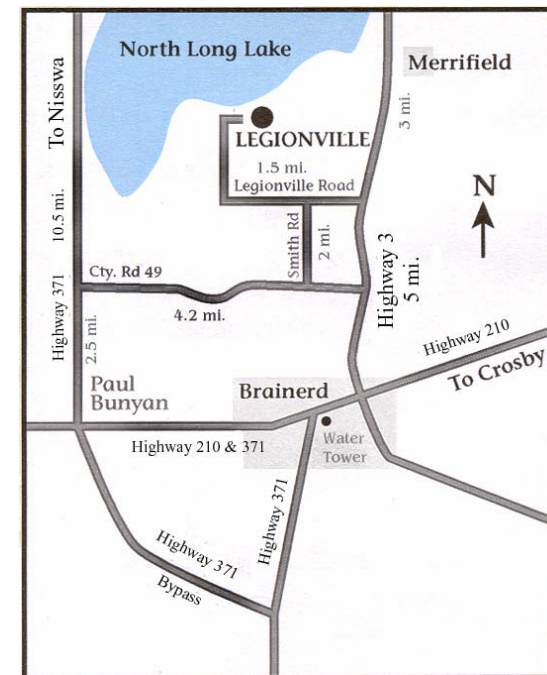 North Long Lake
Merrifield
To Nisswa
3 mi.
LEGIONVILLE
1.5 mi.
Legionville Road
N
10.5 mi.
Smith Rd
2 mi.
Highway 3
5 mi.
Cty. Rd 49
4.2 mi.
Highway 371
2.5 mi.
Highway 210
To Crosby
Paul
Bunyan
Brainerd
Highway 210 & 371
Water
Tower
Highway 371
Highway 371
Bypass